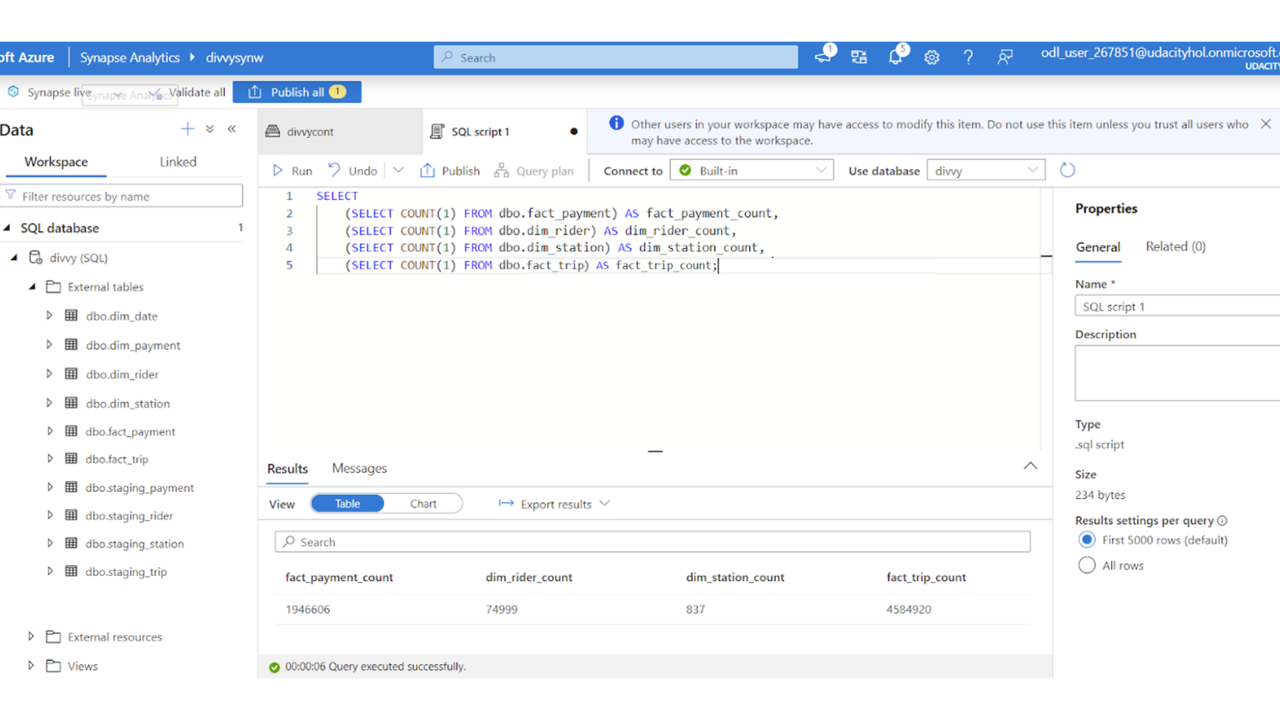 oft Azure
Synapse Analytics
divvysynw
Search
1
5
odl_user_267851@udacityhol.onmicrosoft.
UDACITY
Synapse live
Synapse Analytics
Validate all
Publish all 1
Data
Workspace
Linked
Filter resources by name
SQL database 1
divvy (SQL)
External tables
dbo.dim_date
dbo.dim_payment
dbo.dim_rider
dbo.dim_station
dbo.fact_payment
dbo.fact_trip
dbo.staging_payment
dbo.staging_rider
dbo.staging_station
dbo.staging_trip
External resources
Views
divvycont
SQL script 1
Other users in your workspace may have access to modify this item. Do not use this item unless you trust all users who
may have access to the workspace.
Run
Undo
Publish
Query plan
Connect to
Built-in
Use database
divvy
1 SELECT
2 (SELECT COUNT(1) FROM dbo.fact_payment) AS fact_payment_count,
3 (SELECT COUNT(1) FROM dbo.dim_rider) AS dim_rider_count,
4 (SELECT COUNT(1) FROM dbo.dim_station) AS dim_station_count,
5 (SELECT COUNT(1) FROM dbo.fact_trip) AS fact_trip_count;
Results
Messages
View
Table
Chart
Export results
Search
fact_payment_count dim_rider_count dim_station_count fact_trip_count
1946606 74999 837 4584920
00:00:06 Query executed successfully.
Properties
General
Related (0)
Name *
SQL script 1
Description
Type
.sql script
Size
234 bytes
Results settings per query
First 5000 rows (default)
All rows